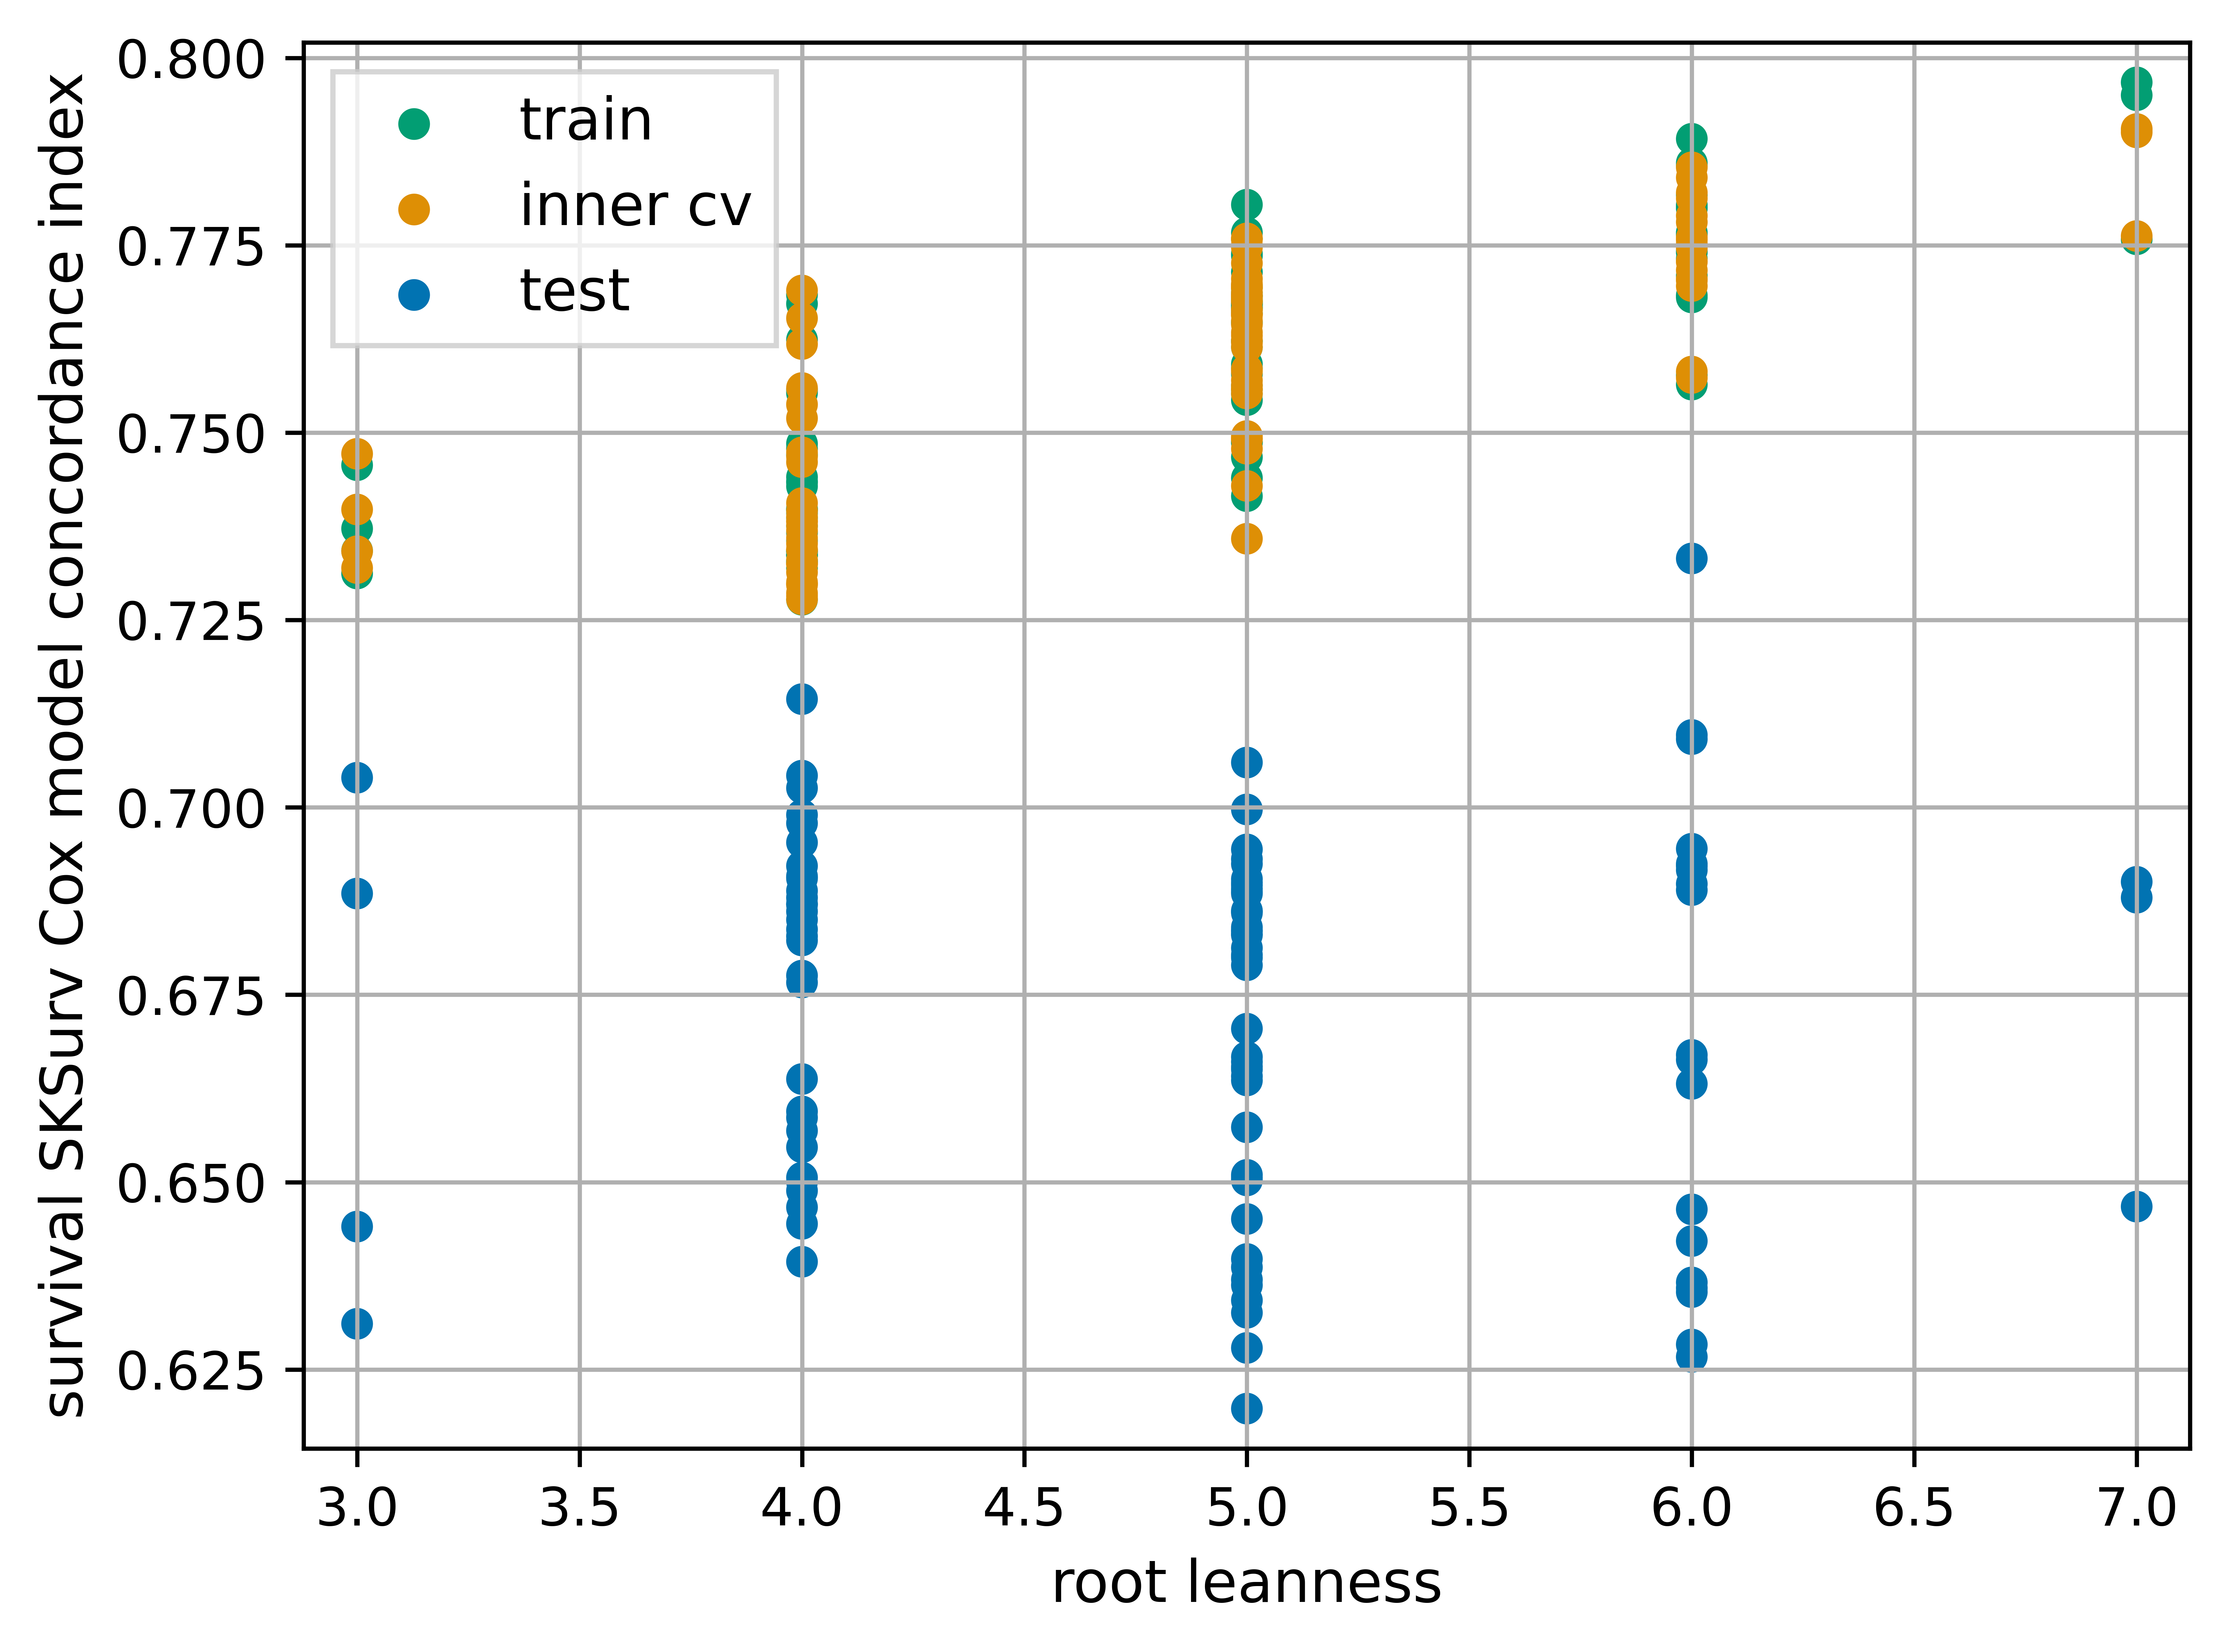 survival SKSurv Cox model concordance index
0.800
0.775
0.750
0.725
0.700
0.675
0.650
0.625
train
inner cv
test
3.0 3.5 4.0 4.5 5.0 5.5 6.0 6.5 7.0
root leanness